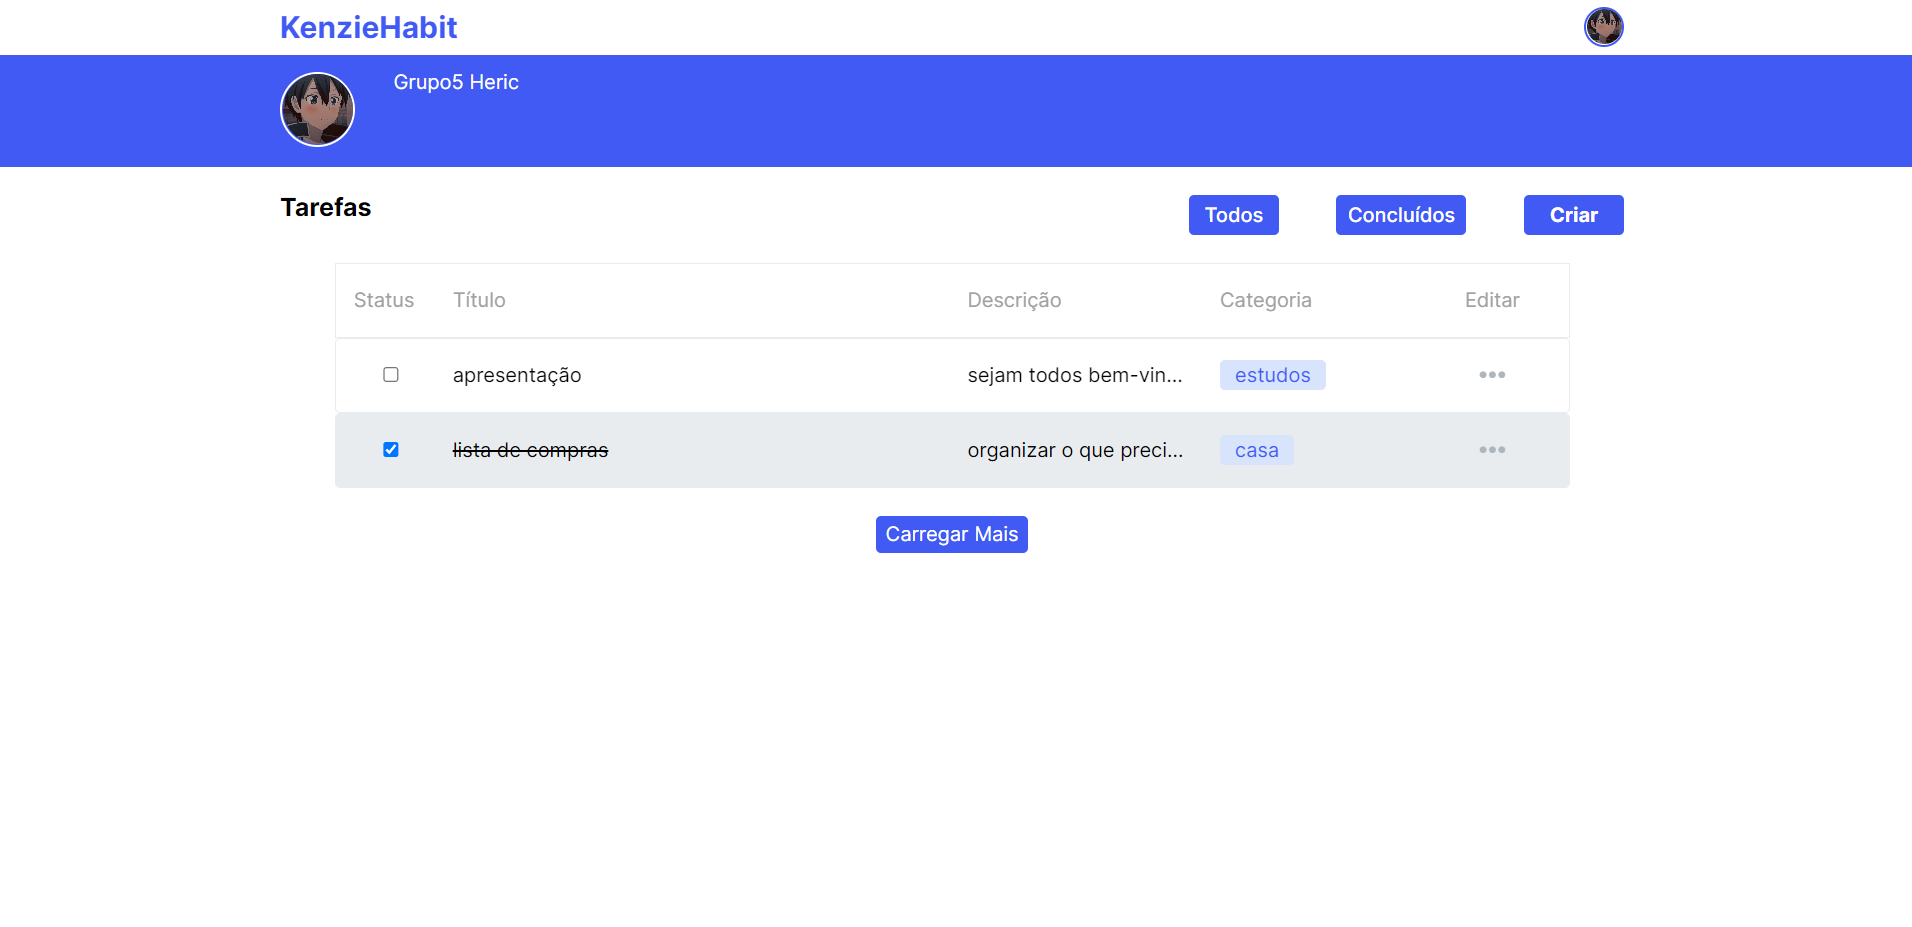 KenzieHabit
Grupo5 Heric
Tarefas Todos Concluídos Criar
Status Título Descrição Categoria Editar
apresentação sejam todos bem-vin... estudos
lista de compras organizar o que preci... casa
Carregar Mais